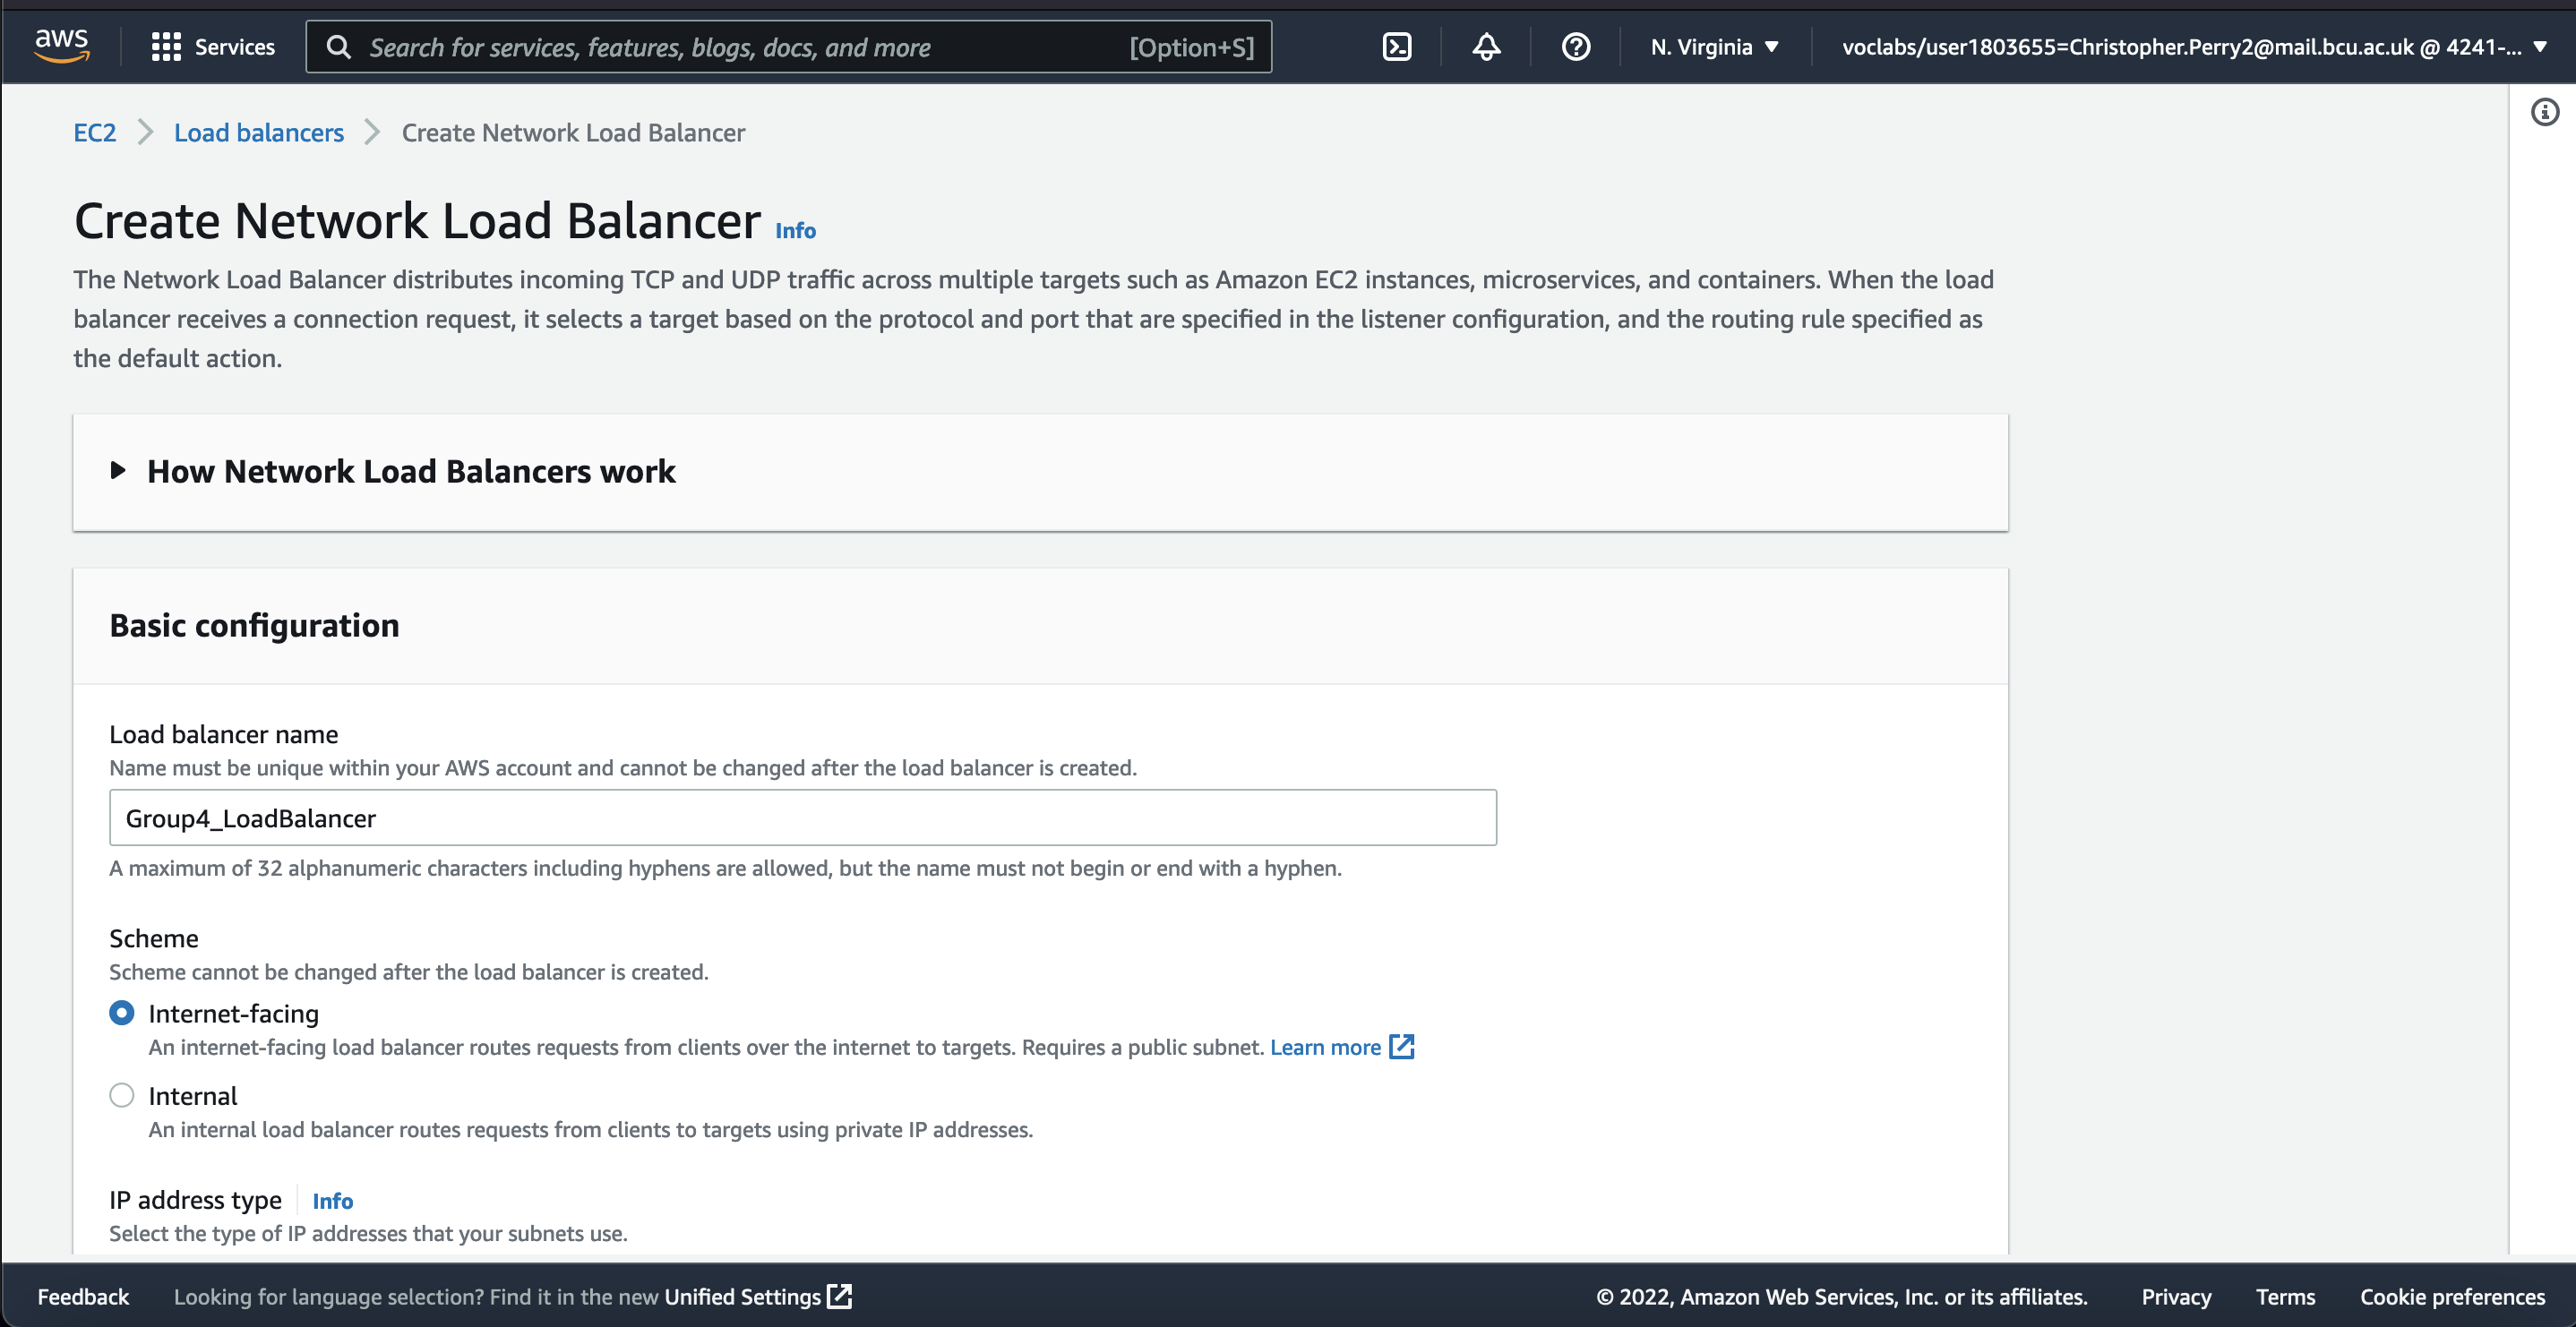 aws
Services
Search for services, features, blogs, docs, and more
[Option+S]
N. Virginia
voclabs/user1803655=Christopher.Perry2@mail.bcu.ac.uk @ 4241-...
EC2
Load balancers
Create Network Load Balancer
Create Network Load Balancer Info
The Network Load Balancer distributes incoming TCP and UDP traffic across multiple targets such as Amazon EC2 instances, microservices, and containers. When the load
balancer receives a connection request, it selects a target based on the protocol and port that are specified in the listener configuration, and the routing rule specified as
the default action.
How Network Load Balancers work
Basic configuration
Load balancer name
Name must be unique within your AWS account and cannot be changed after the load balancer is created.
Group4_LoadBalancer
A maximum of 32 alphanumeric characters including hyphens are allowed, but the name must not begin or end with a hyphen.
Scheme
Scheme cannot be changed after the load balancer is created.
Internet-facing
An internet-facing load balancer routes requests from clients over the internet to targets. Requires a public subnet. Learn more
Internal
An internal load balancer routes requests from clients to targets using private IP addresses.
IP address type
Info
Select the type of IP addresses that your subnets use.
Feedback
Looking for language selection? Find it in the new Unified Settings
© 2022, Amazon Web Services, Inc. or its affiliates.
Privacy
Terms
Cookie preferences